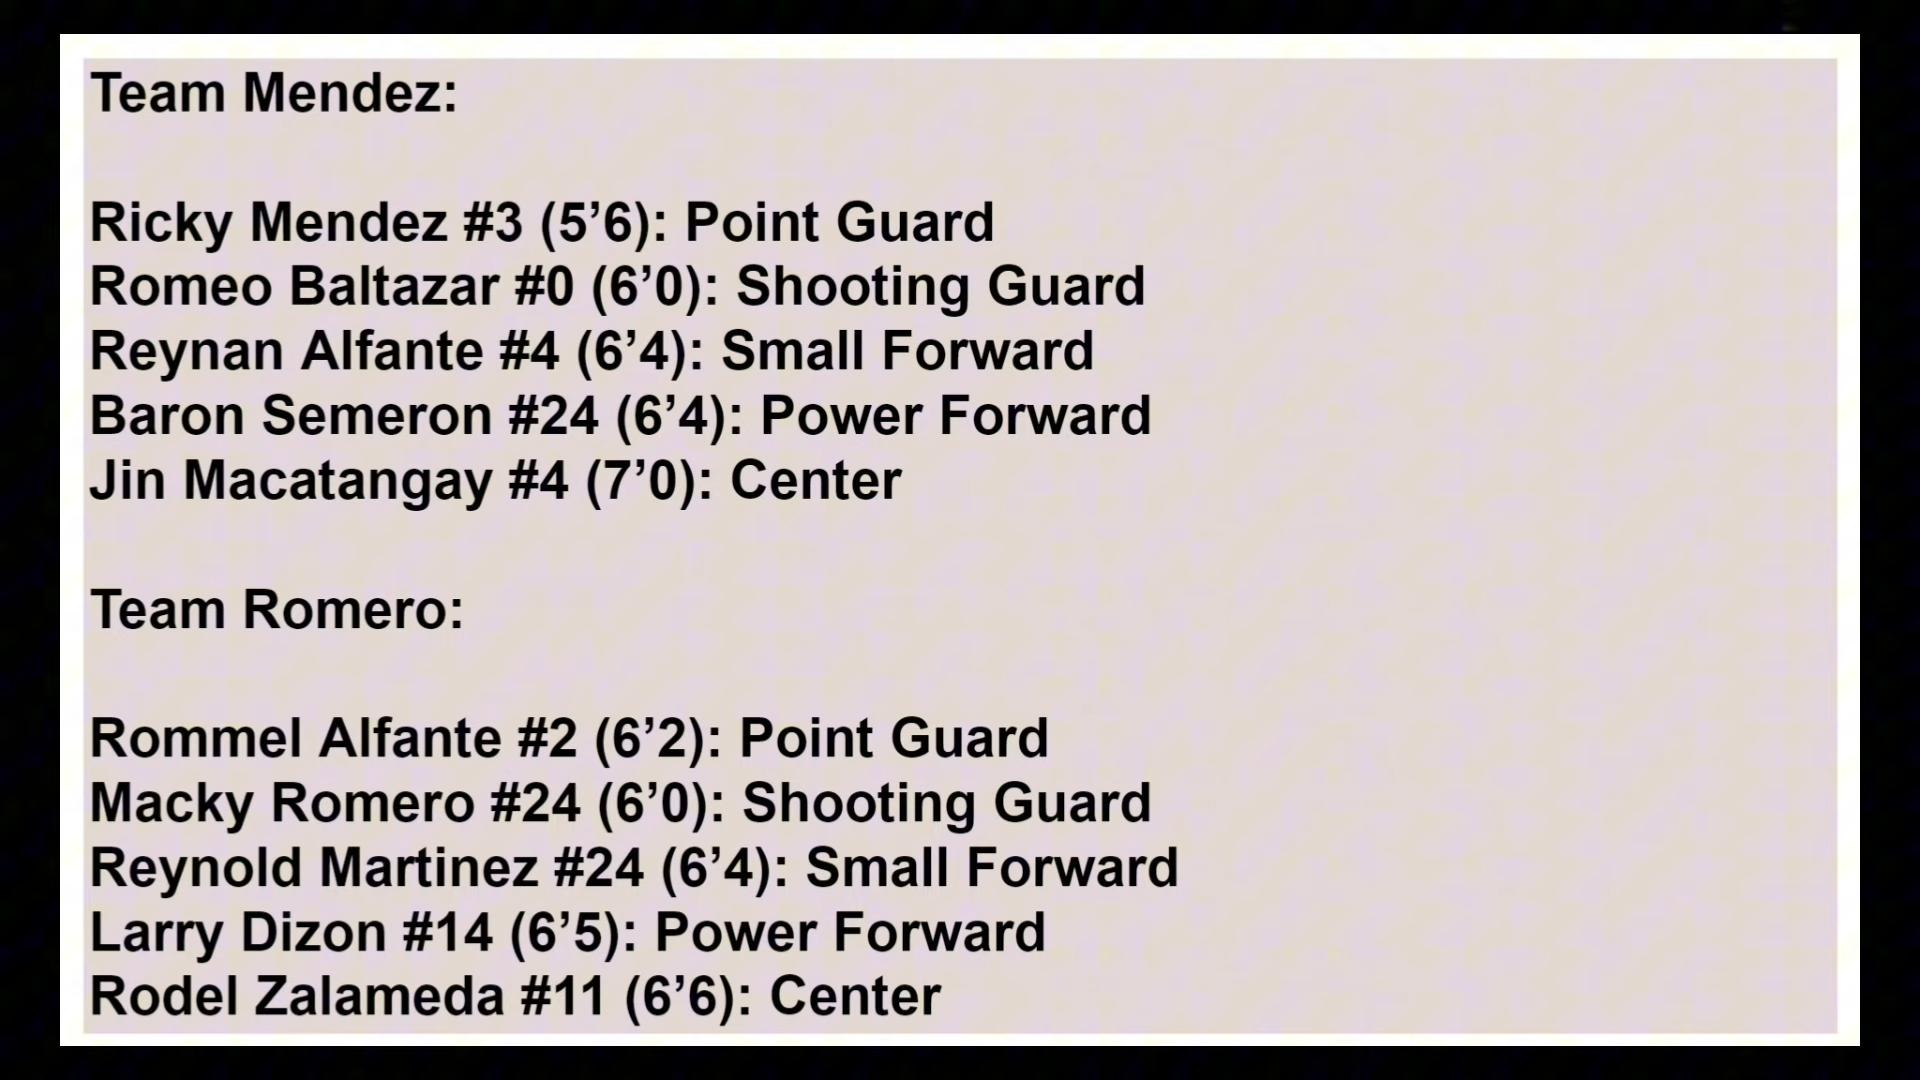 Team Mendez:
Ricky Mendez #3 (5’6): Point Guard
Romeo Baltazar #0 (6’0): Shooting Guard
Reynan Alfante #4 (6’4): Small Forward
Baron Semeron #24 (6’4): Power Forward
Jin Macatangay #4 (7’0): Center
Team Romero:
Rommel Alfante #2 (6’2): Point Guard
Macky Romero #24 (6’0): Shooting Guard
Reynold Martinez #24 (6’4): Small Forward
Larry Dizon #14 (6’5): Power Forward
Rodel Zalameda #11 (6’6): Center